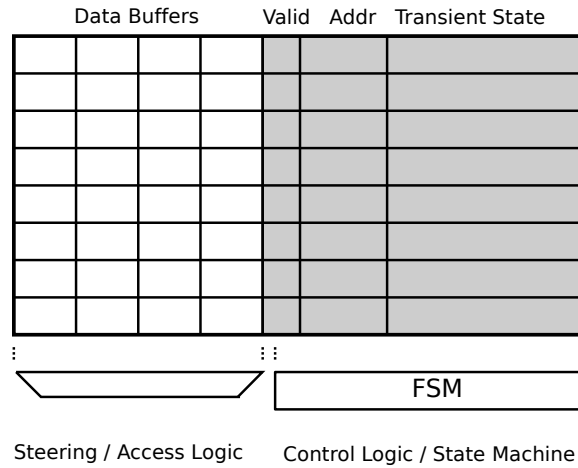 Data Buffers Valid Addr Transient State
FSM
Steering / Access Logic Control Logic / State Machine